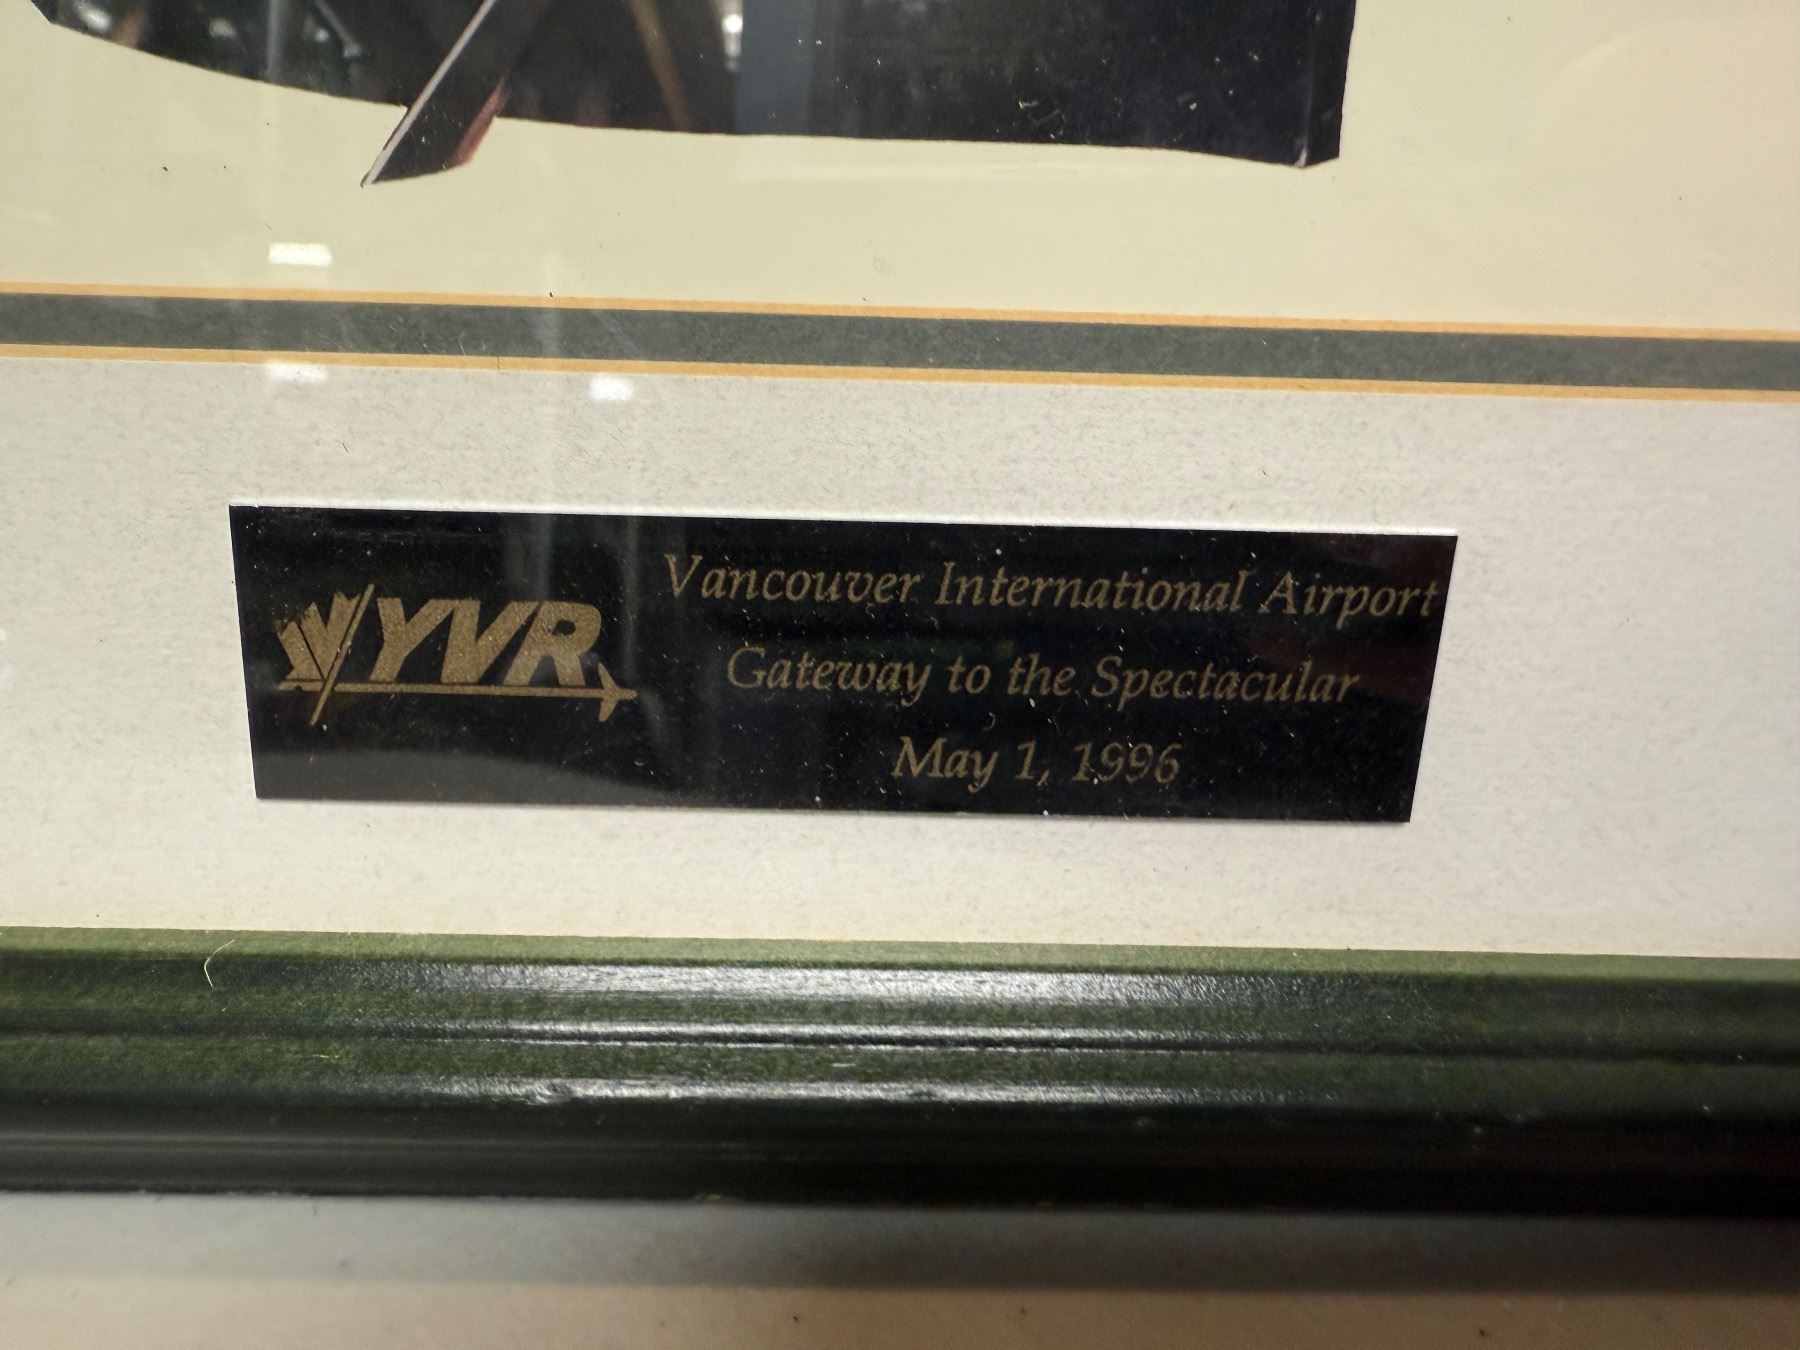 YVR
Vancouver International Airport
Gateway to the Spectacular
May 1, 1996